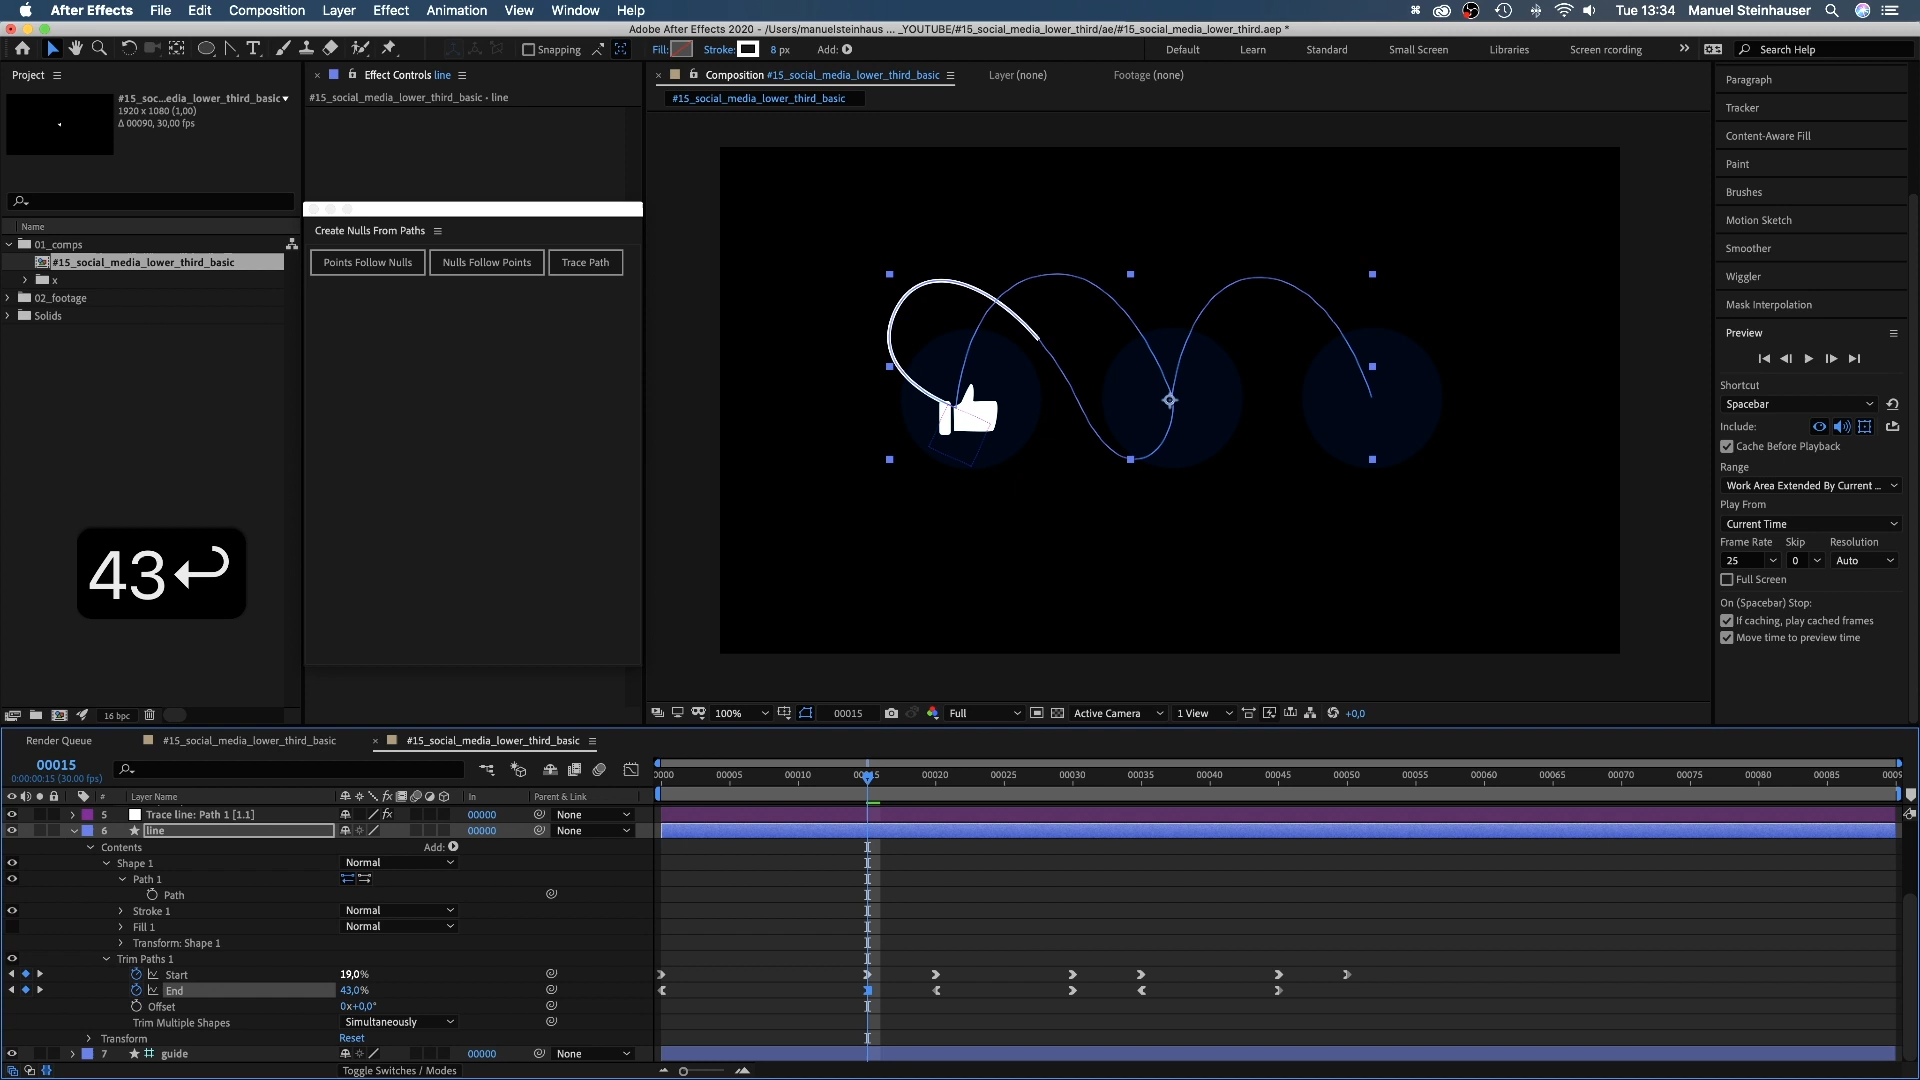 After Effects File Edit Composition Layer Effect Animation View Window Help Tue 13:34 Manuel Steinhauser
Adobe After Effects 2020 - /Users/manuelsteinhaus ... _YOUTUBE/#15_social_media_lower_third/ae/#15_social_media_lower_third.aep *
Snapping Fill: Stroke: 8 px Add: Default Learn Standard Small Screen Libraries Screen rcording Search Help
Project Effect Controls line Composition #15_social_media_lower_third_basic Layer (none) Footage (none)
#15_soc...edia_lower_third_basic
1920 x 1080 (1,00)
Δ 00090, 30,00 fps
#15_social_media_lower_third_basic • line
#15_social_media_lower_third_basic
Name
01_comps
#15_social_media_lower_third_basic
x
02_footage
Solids
Create Nulls From Paths
Points Follow Nulls Nulls Follow Points Trace Path
43↩
Paragraph
Tracker
Content-Aware Fill
Paint
Brushes
Motion Sketch
Smoother
Wiggler
Mask Interpolation
Preview
Shortcut
Spacebar
Include:
Cache Before Playback
Range
Work Area Extended By Current ...
Play From
Current Time
Frame Rate Skip Resolution
25 0 Auto
Full Screen
On (Spacebar) Stop:
If caching, play cached frames
Move time to preview time
16 bpc
100% 00015 Full Active Camera 1 View +0,0
Render Queue #15_social_media_lower_third_basic #15_social_media_lower_third_basic
00015
0:00:00:15 (30.00 fps)
0000 00005 00010 00015 00020 00025 00030 00035 00040 00045 00050 00055 00060 00065 00070 00075 00080 00085 0009
# Layer Name In Parent & Link
5 Trace line: Path 1 [1.1] 00000 None
6 line 00000 None
Contents Add:
Shape 1 Normal
Path 1
Path
Stroke 1 Normal
Fill 1 Normal
Transform: Shape 1
Trim Paths 1
Start 19,0%
End 43,0%
Offset 0x+0,0°
Trim Multiple Shapes Simultaneously
Transform Reset
7 guide 00000 None
Toggle Switches / Modes